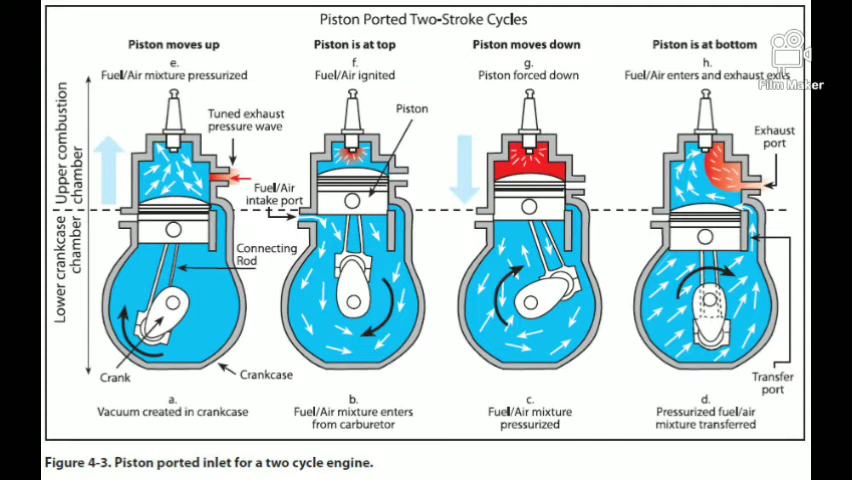 Piston Ported Two-Stroke Cycles
Piston moves up
Piston is at top
Piston moves down
Piston is at bottom
e.
Fuel/Air mixture pressurized
f.
Fuel/Air ignited
g.
Piston forced down
h.
Fuel/Air enters and exhaust exits
Film Maker
Upper combustion
chamber
Lower crankcase
chamber
Tuned exhaust
pressure wave
Piston
Exhaust
port
Fuel/Air
intake port
Connecting
Rod
Crank
Crankcase
Transfer
port
a.
Vacuum created in crankcase
b.
Fuel/Air mixture enters
from carburetor
c.
Fuel/Air mixture
pressurized
d.
Pressurized fuel/air
mixture transferred
Figure 4-3. Piston ported inlet for a two cycle engine.